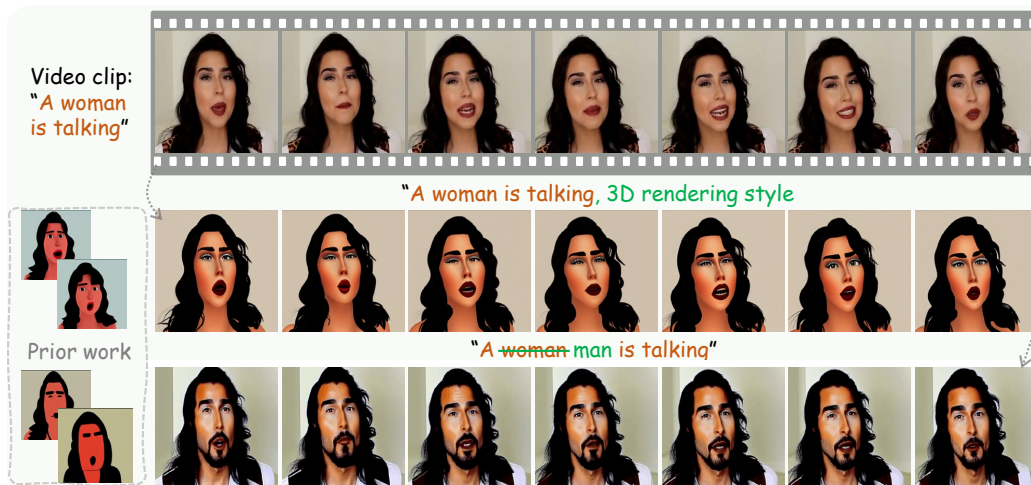 Video clip:
“A woman
is talking”
“A woman is talking, 3D rendering style
Prior work
“A woman man is talking”